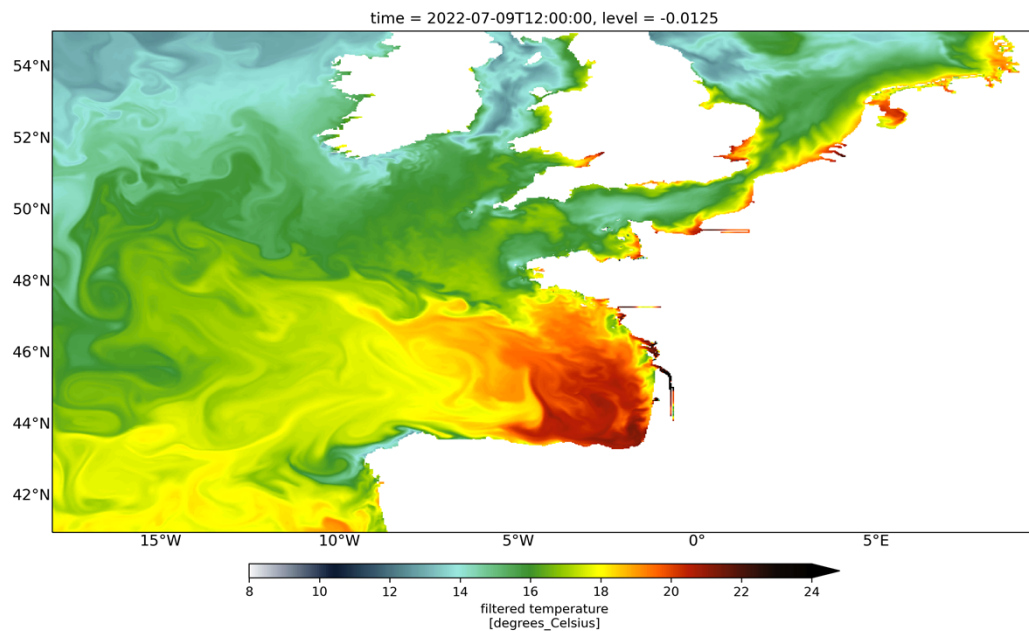 time = 2022-07-09T12:00:00, level = -0.0125
54°N
52°N
50°N
48°N
46°N
44°N
42°N
15°W 10°W 5°W 0° 5°E
8 10 12 14 16 18 20 22 24
filtered temperature
[degrees_Celsius]